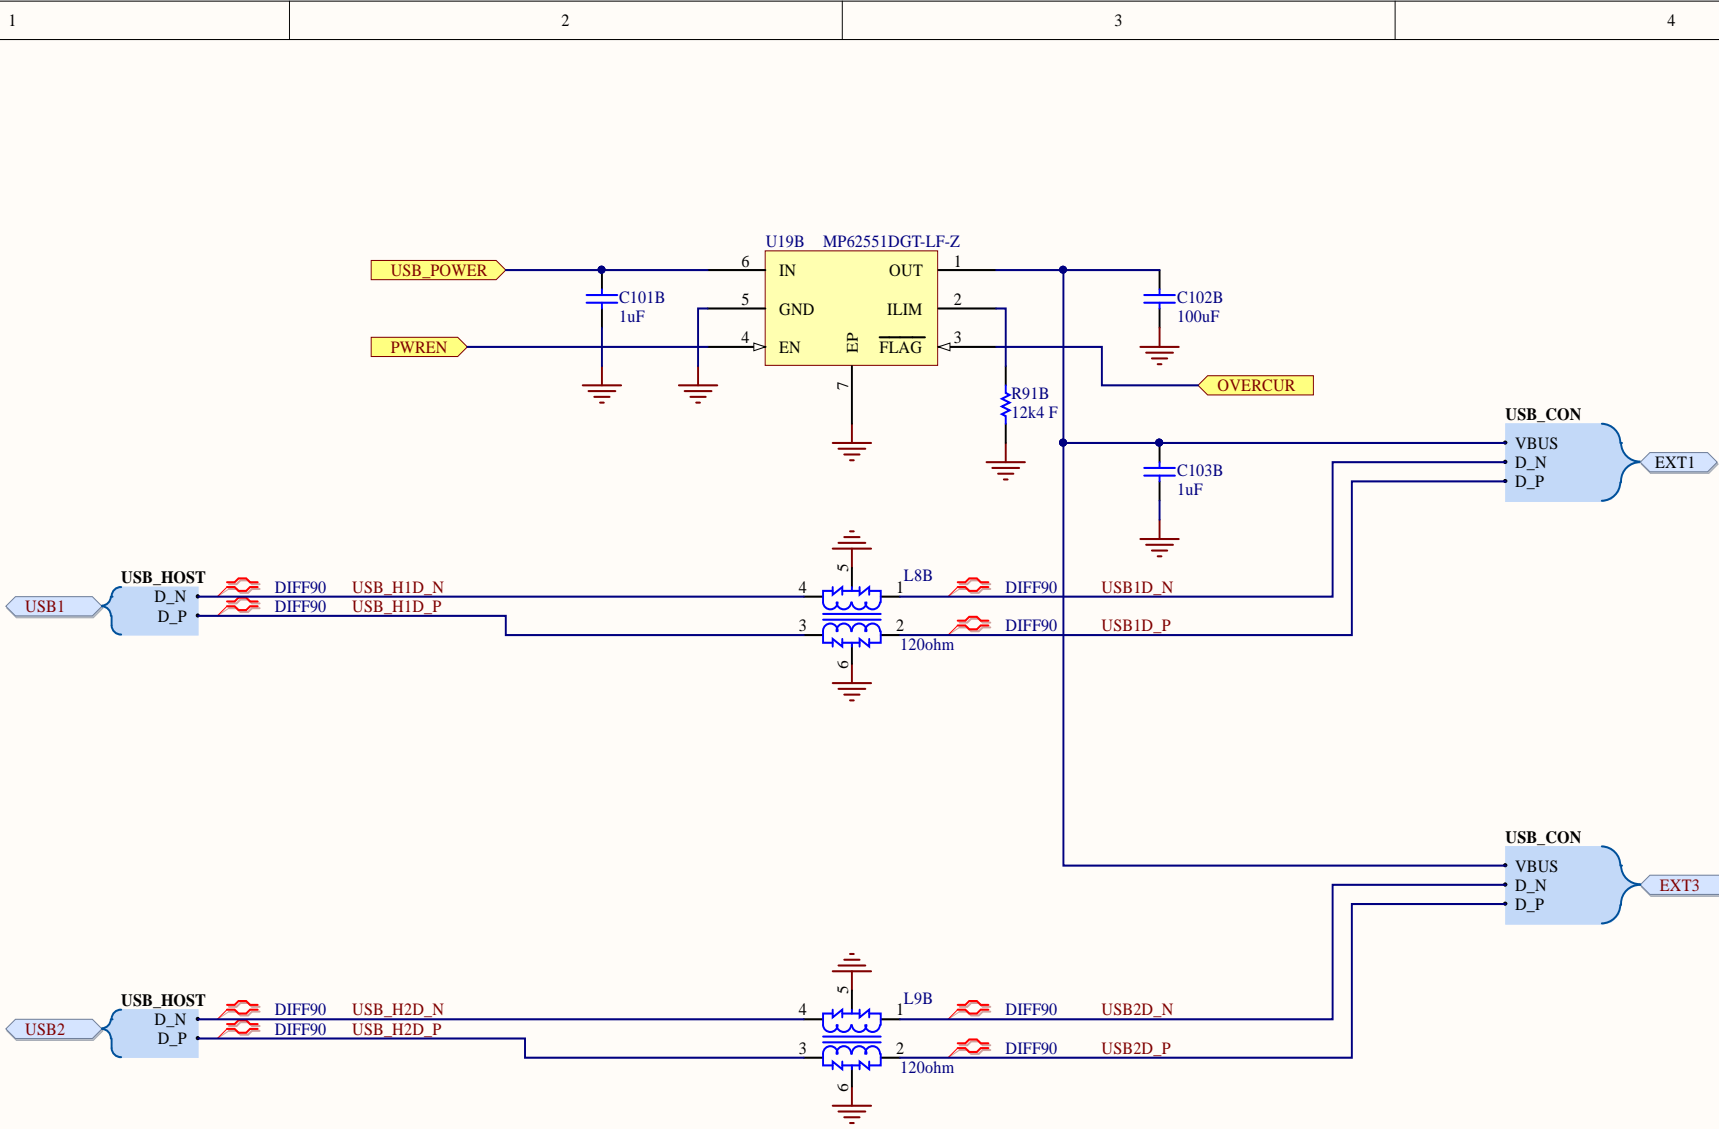 1 2 3 4
U19B MP62551DGT-LF-Z
USB_POWER 6 IN OUT 1
C101B
1uF
5 GND ILIM 2
C102B
100uF
PWREN 4 EN EP FLAG 3
7
OVERCUR
R91B
12k4 F
USB_CON
VBUS
D_N
D_P
EXT1
C103B
1uF
USB_HOST
USB1
D_N DIFF90 USB_H1D_N 4 5 1 L8B DIFF90 USB1D_N
D_P DIFF90 USB_H1D_P 3 6 2 DIFF90 USB1D_P
120ohm
USB_CON
VBUS
D_N
D_P
EXT3
USB_HOST
USB2
D_N DIFF90 USB_H2D_N 4 5 1 L9B DIFF90 USB2D_N
D_P DIFF90 USB_H2D_P 3 6 2 DIFF90 USB2D_P
120ohm